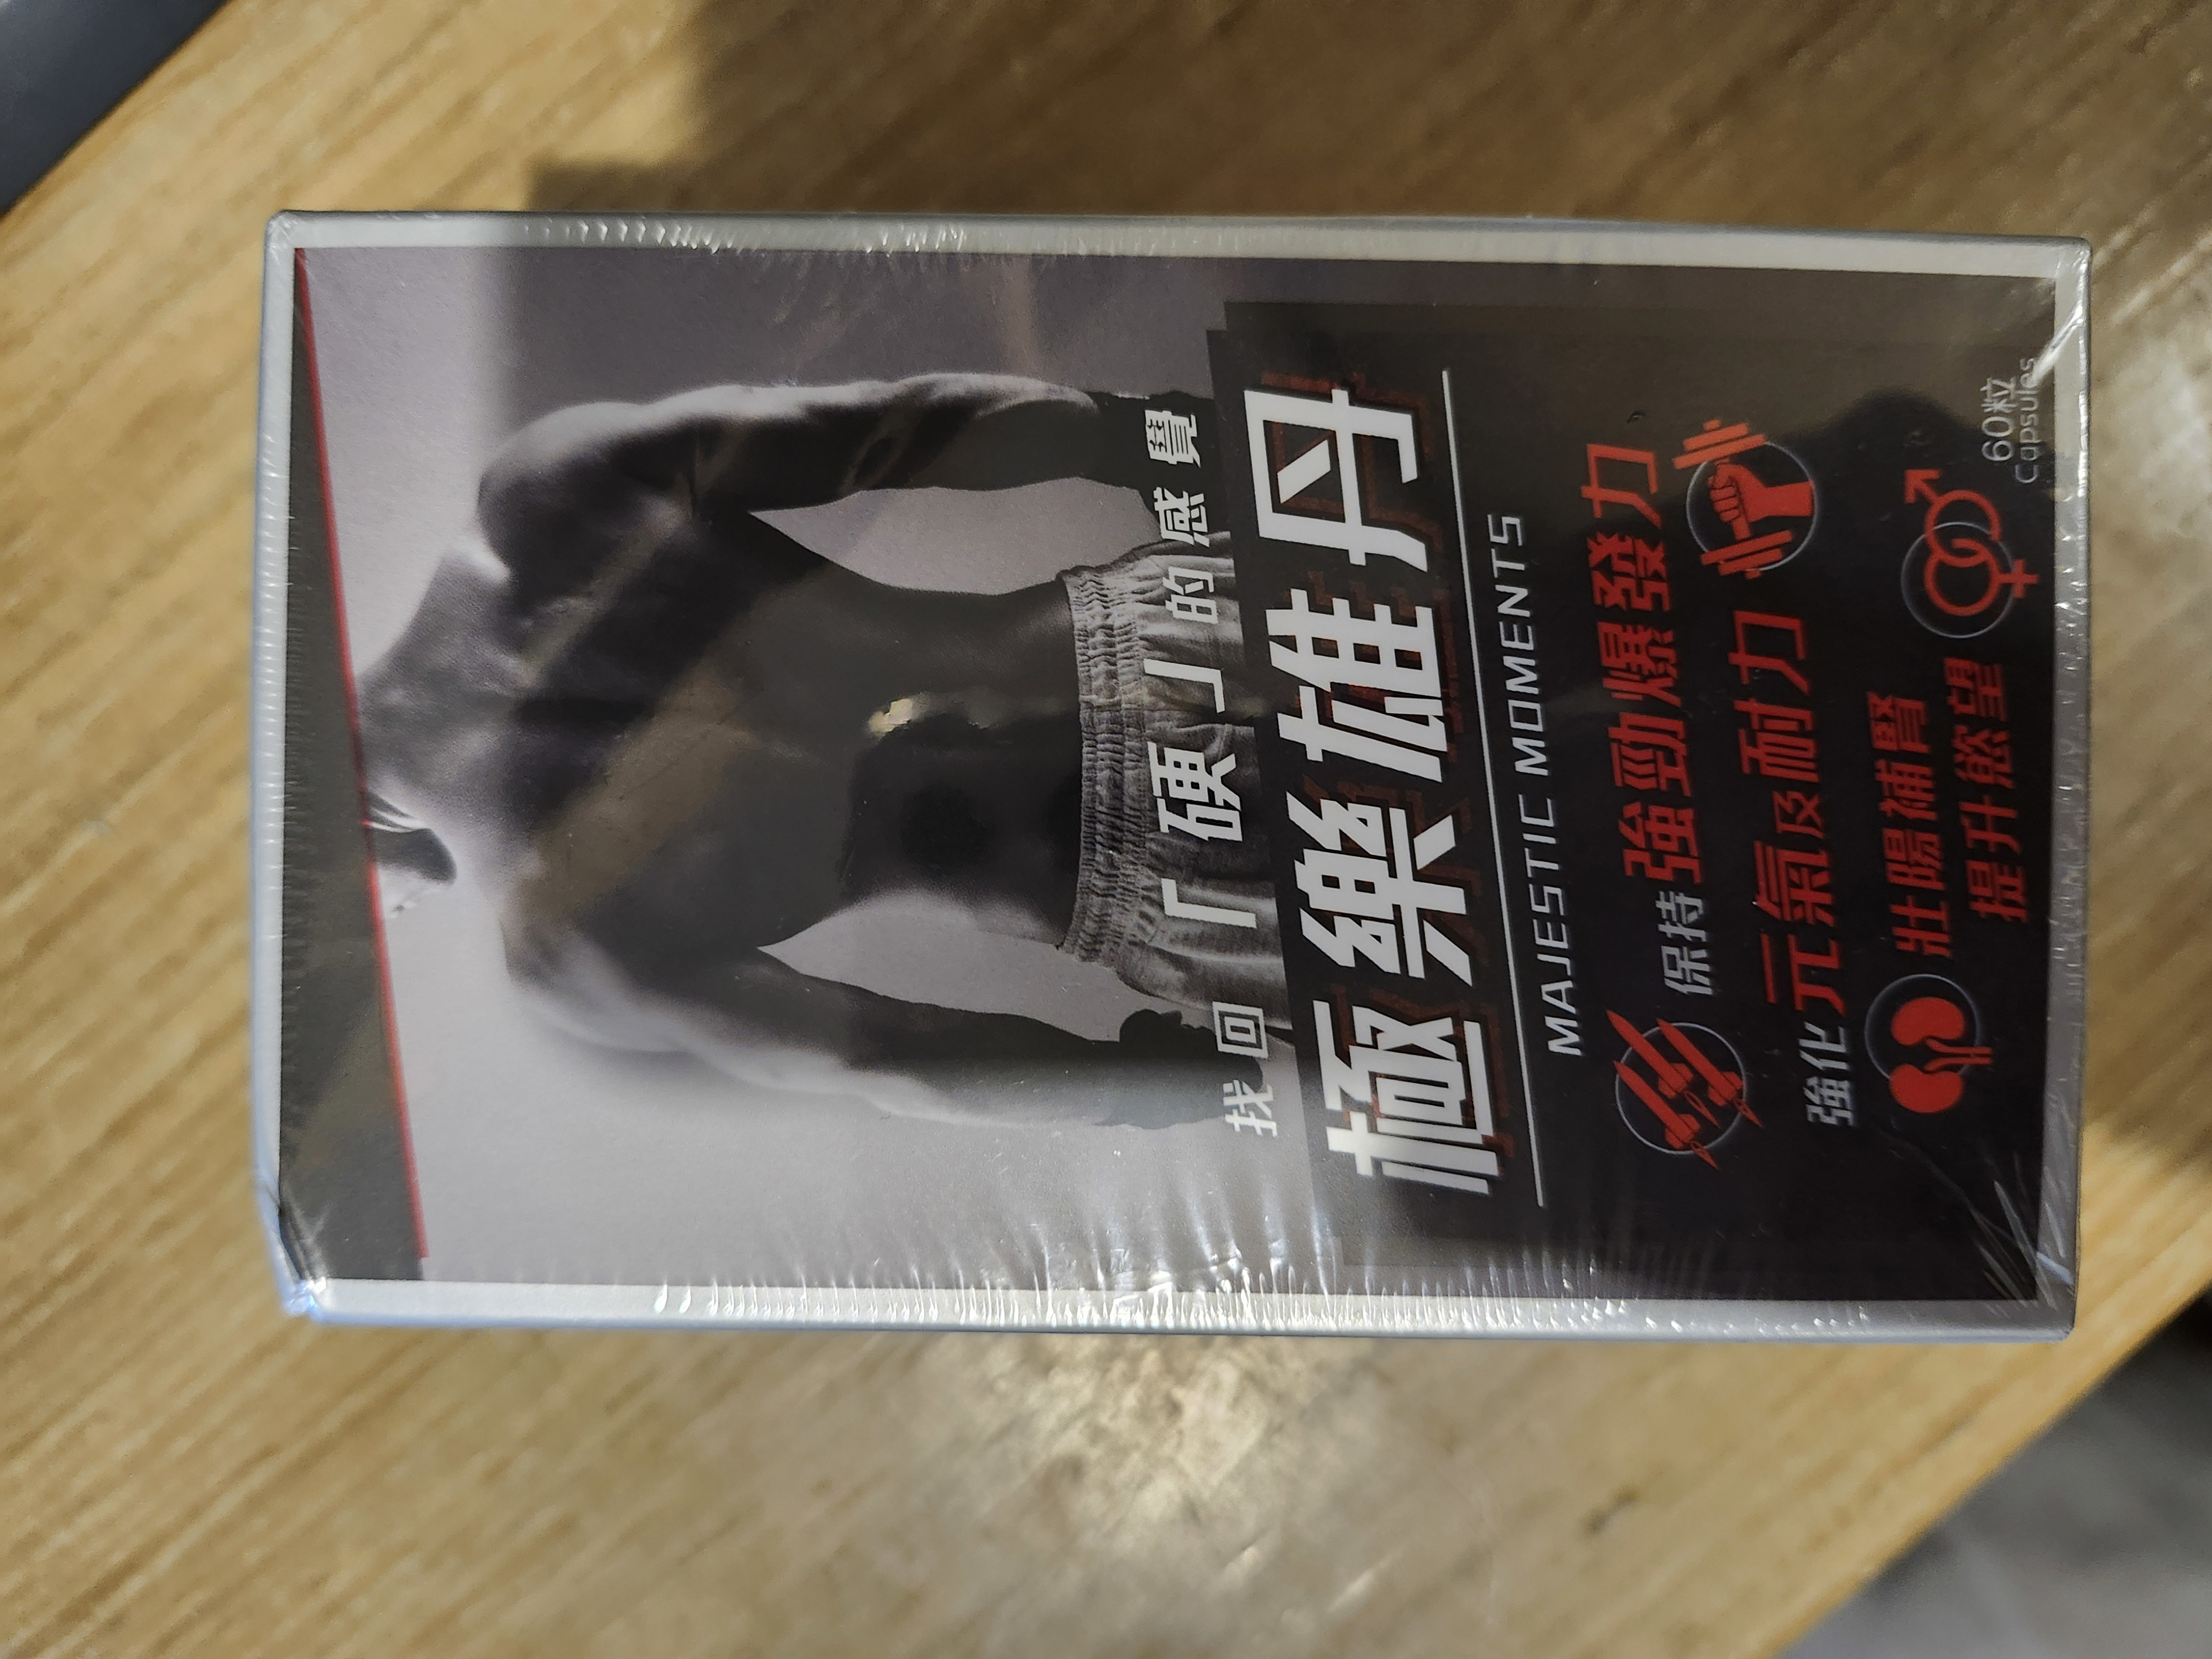 找回「硬」的感覺
極樂雄丹
MAJESTIC MOMENTS
保持強勁爆發力
強化元氣及耐力
壯陽補腎
提升慾望
60粒
Capsules